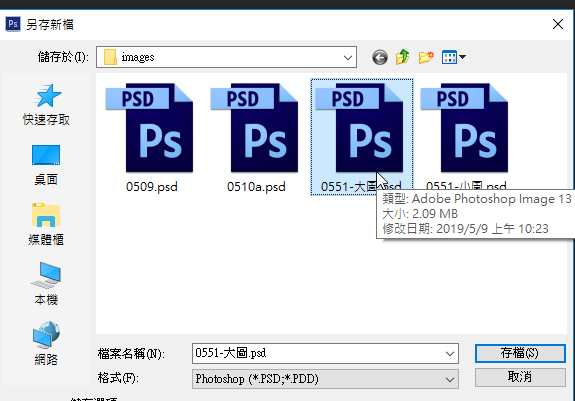 Ps 另存新檔
儲存於(I): images
PSD PSD PSD PSD
Ps Ps Ps Ps
0509.psd 0510a.psd 0551-大圖.psd 0551-小圖.psd
類型: Adobe Photoshop Image 13
大小: 2.09 MB
修改日期: 2019/5/9 上午 10:23
快速存取
桌面
媒體櫃
本機
網路
檔案名稱(N): 0551-大圖.psd 存檔(S)
格式(F): Photoshop (*.PSD;*.PDD) 取消
儲存選項